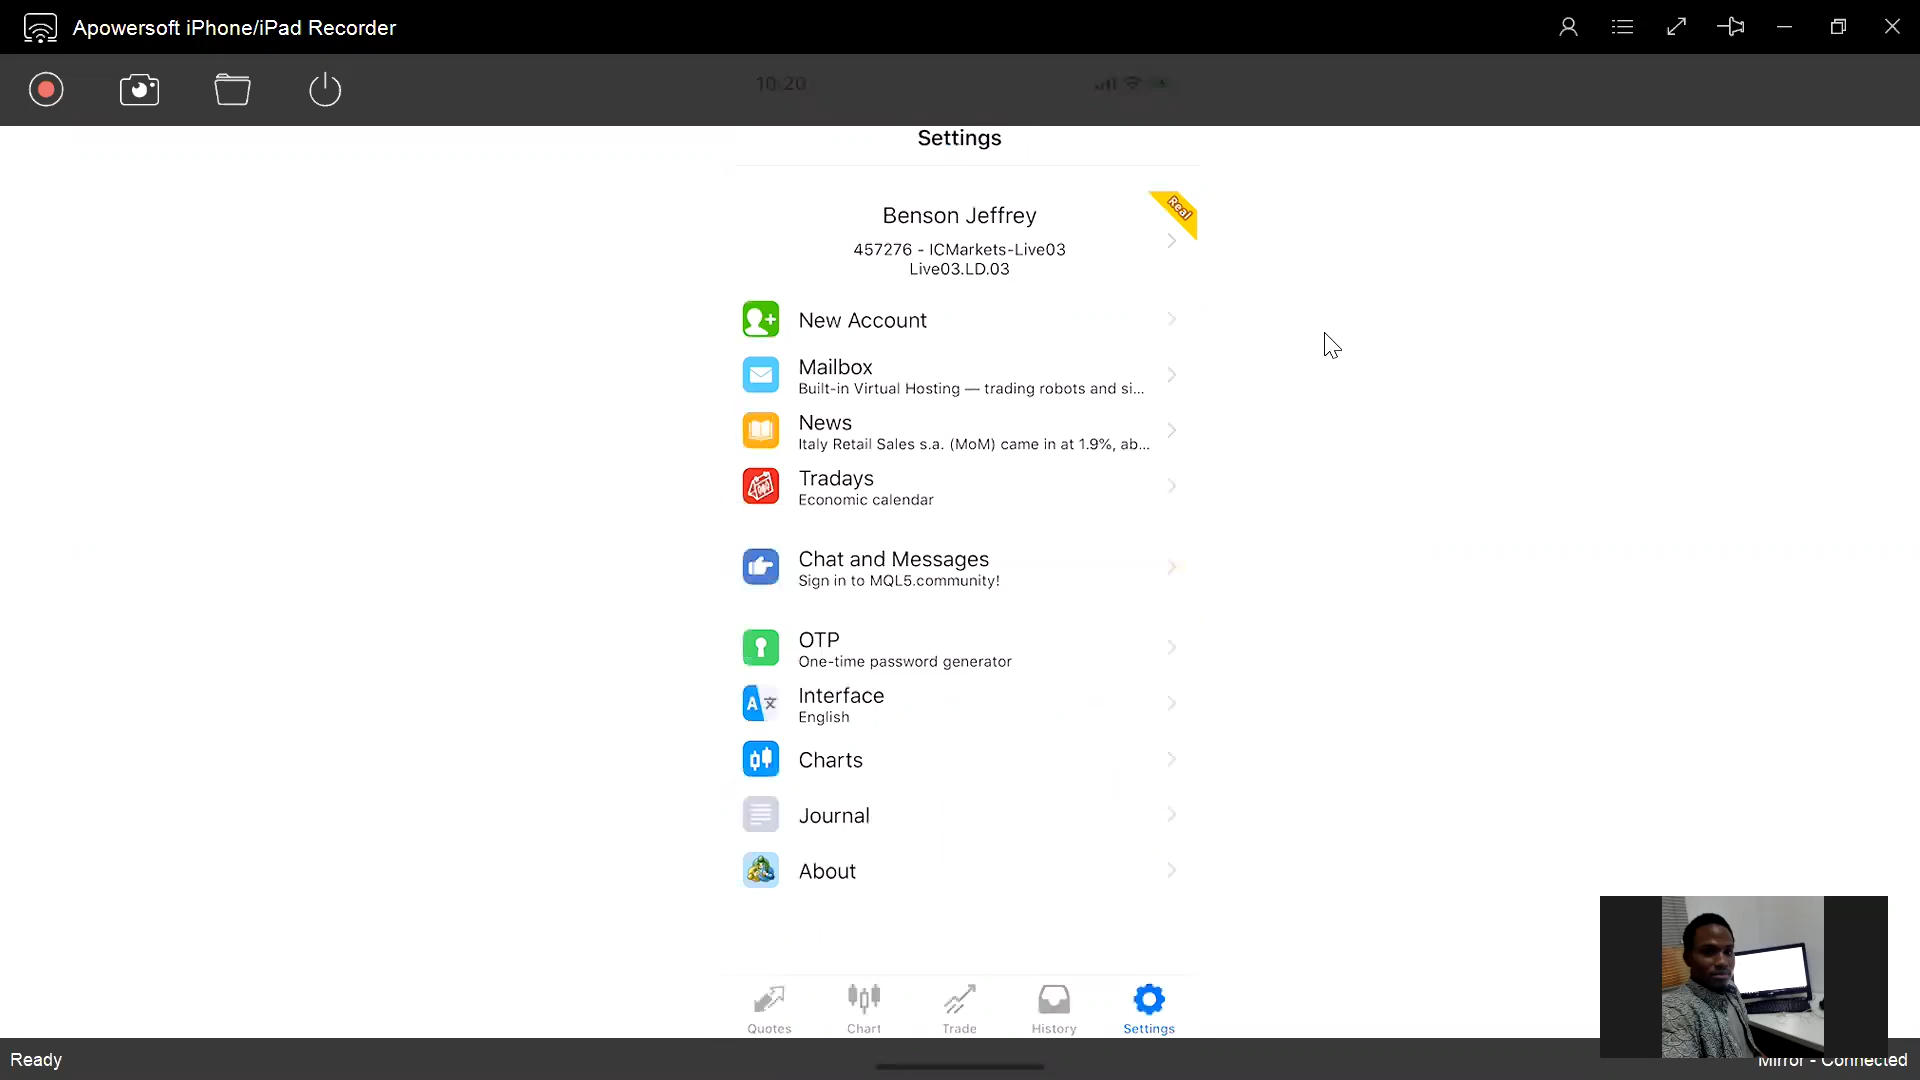 Apowersoft iPhone/iPad Recorder
10:20
Settings
Real
Benson Jeffrey
457276 - ICMarkets-Live03
Live03.LD.03
New Account
Mailbox
Built-in Virtual Hosting — trading robots and si...
News
Italy Retail Sales s.a. (MoM) came in at 1.9%, ab...
Tradays
Economic calendar
Chat and Messages
Sign in to MQL5.community!
OTP
One-time password generator
Interface
English
Charts
Journal
About
Quotes
Chart
Trade
History
Settings
Ready
Mirror - Connected